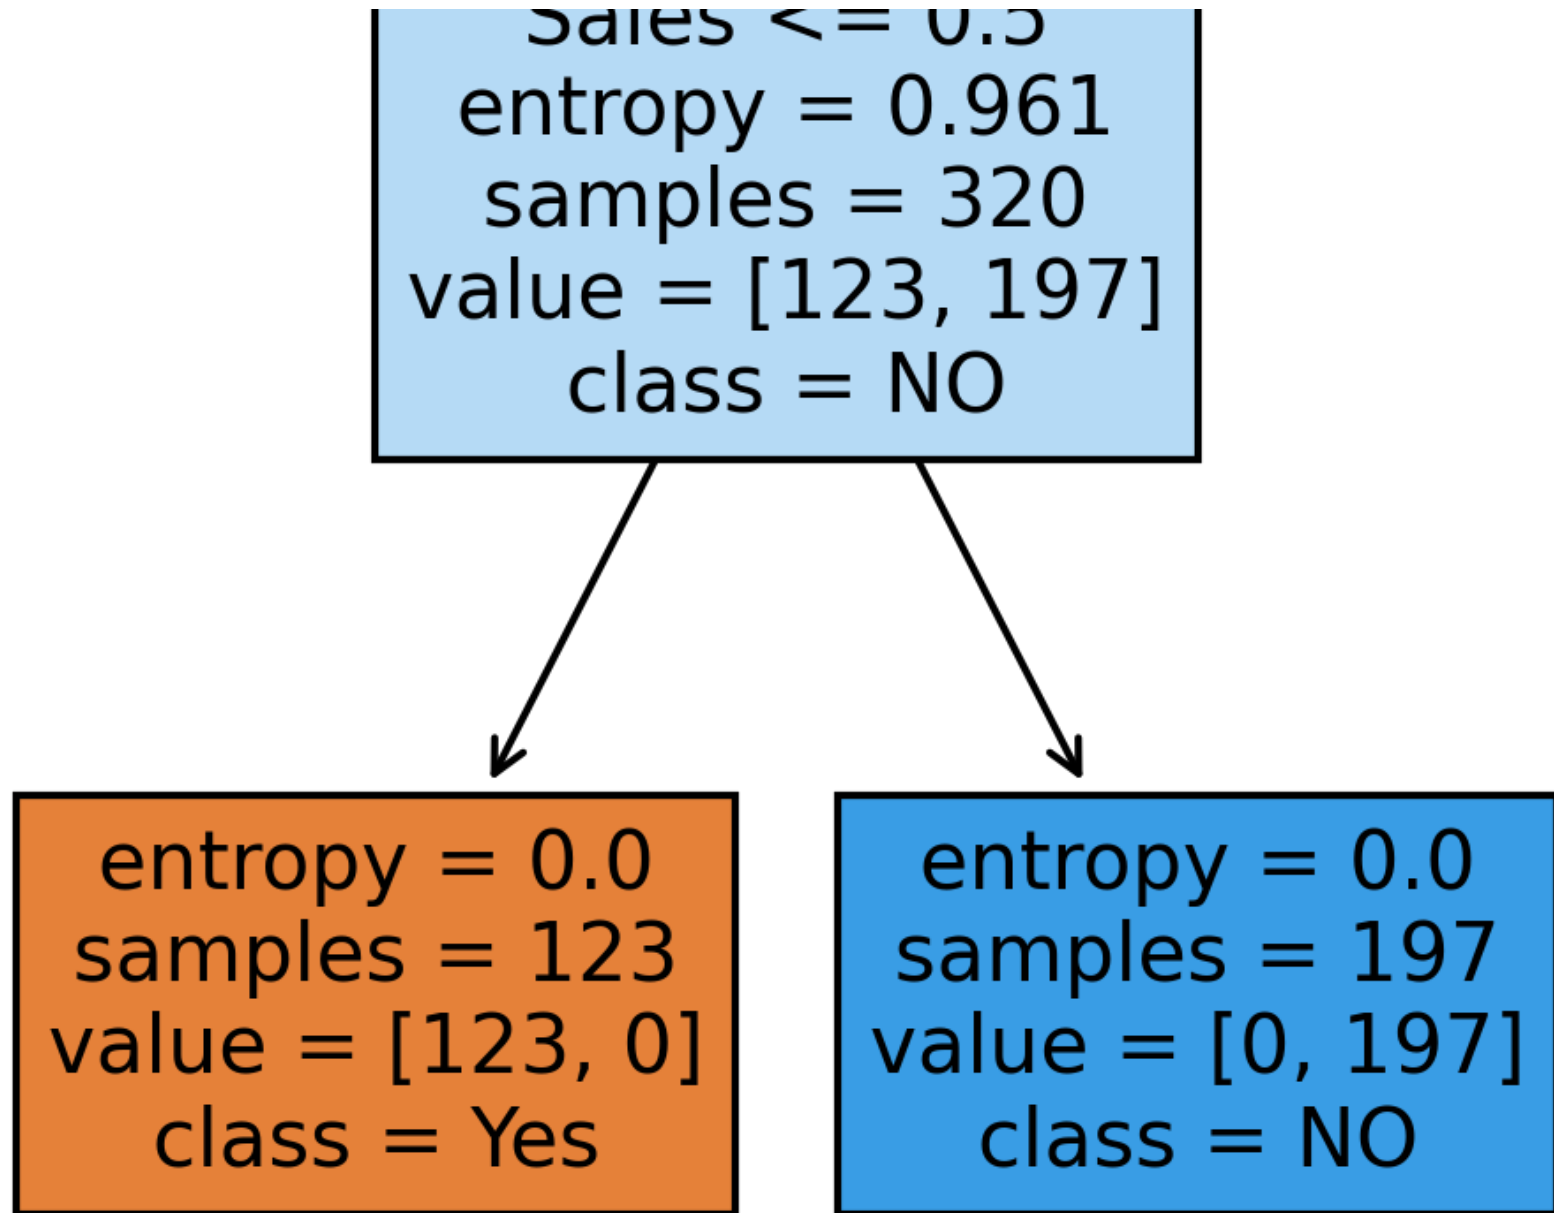 Sales <= 0.5
entropy = 0.961
samples = 320
value = [123, 197]
class = NO
entropy = 0.0
samples = 123
value = [123, 0]
class = Yes
entropy = 0.0
samples = 197
value = [0, 197]
class = NO